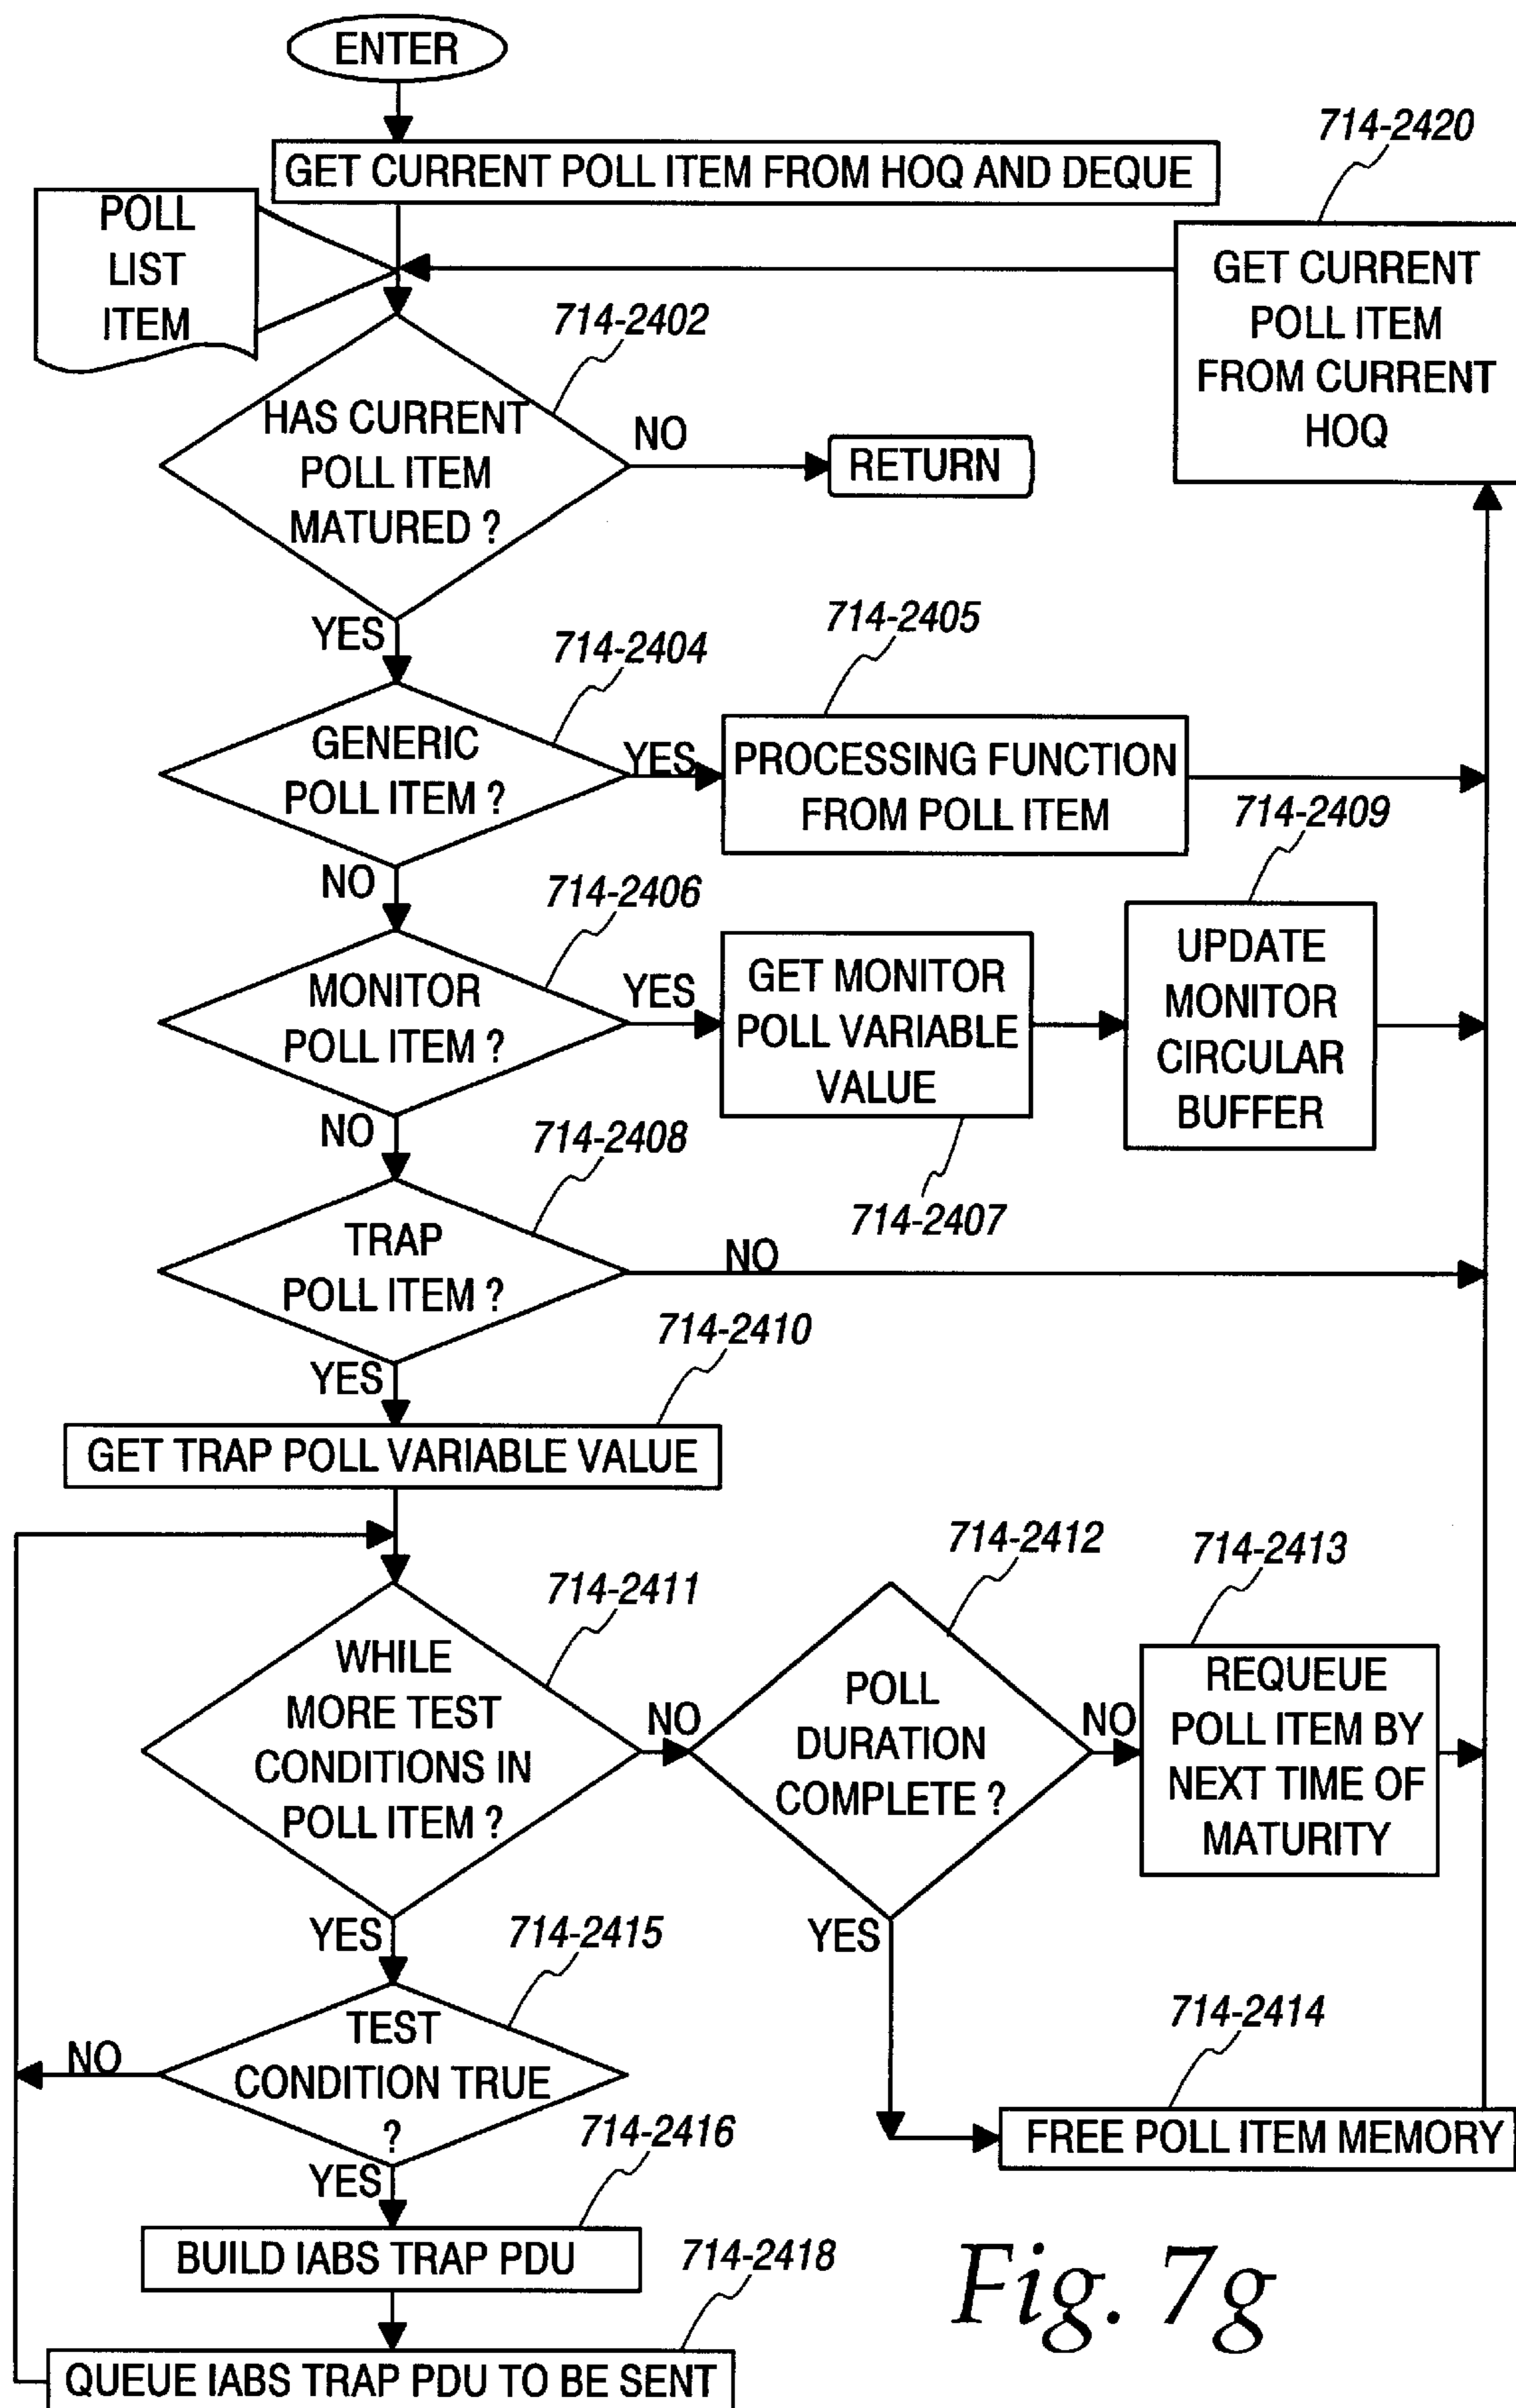 ENTER
GET CURRENT POLL ITEM FROM HOQ AND DEQUE
714-2420
POLL
LIST
ITEM
GET CURRENT
POLL ITEM
FROM CURRENT
HOQ
714-2402
HAS CURRENT
POLL ITEM
MATURED ?
NO
RETURN
YES
714-2404
714-2405
GENERIC
POLL ITEM ?
YES
PROCESSING FUNCTION
FROM POLL ITEM
714-2409
NO
714-2406
MONITOR
POLL ITEM ?
YES
GET MONITOR
POLL VARIABLE
VALUE
UPDATE
MONITOR
CIRCULAR
BUFFER
714-2407
NO
714-2408
TRAP
POLL ITEM ?
NO
714-2410
YES
GET TRAP POLL VARIABLE VALUE
714-2411
714-2412
714-2413
WHILE
MORE TEST
CONDITIONS IN
POLL ITEM ?
NO
POLL
DURATION
COMPLETE ?
NO
REQUEUE
POLL ITEM BY
NEXT TIME OF
MATURITY
YES
714-2415
YES
714-2414
TEST
CONDITION TRUE
?
NO
FREE POLL ITEM MEMORY
714-2416
YES
BUILD IABS TRAP PDU
714-2418
QUEUE IABS TRAP PDU TO BE SENT
Fig. 7g